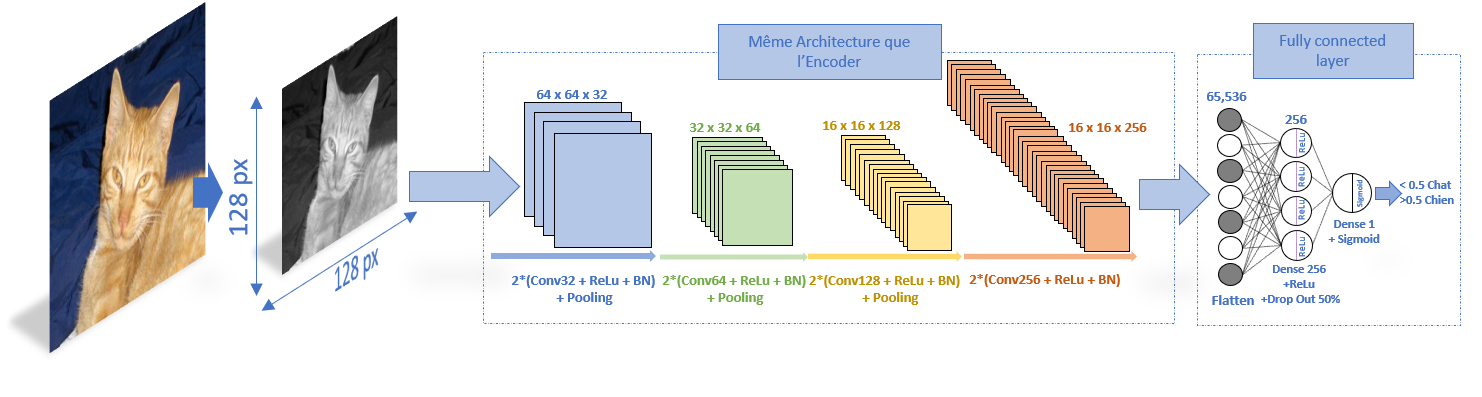 Même Architecture que
l'Encoder
Fully connected
layer
128 px
128 px
64 x 64 x 32
32 x 32 x 64
16 x 16 x 128
16 x 16 x 256
2*(Conv32 + ReLu + BN)
+ Pooling
2*(Conv64 + ReLu + BN)
+ Pooling
2*(Conv128 + ReLu + BN)
+ Pooling
2*(Conv256 + ReLu + BN)
65,536
256
ReLu
ReLu
ReLu
ReLu
Sigmoid
< 0.5 Chat
>0.5 Chien
Dense 1
+ Sigmoid
Flatten
Dense 256
+ReLu
+Drop Out 50%